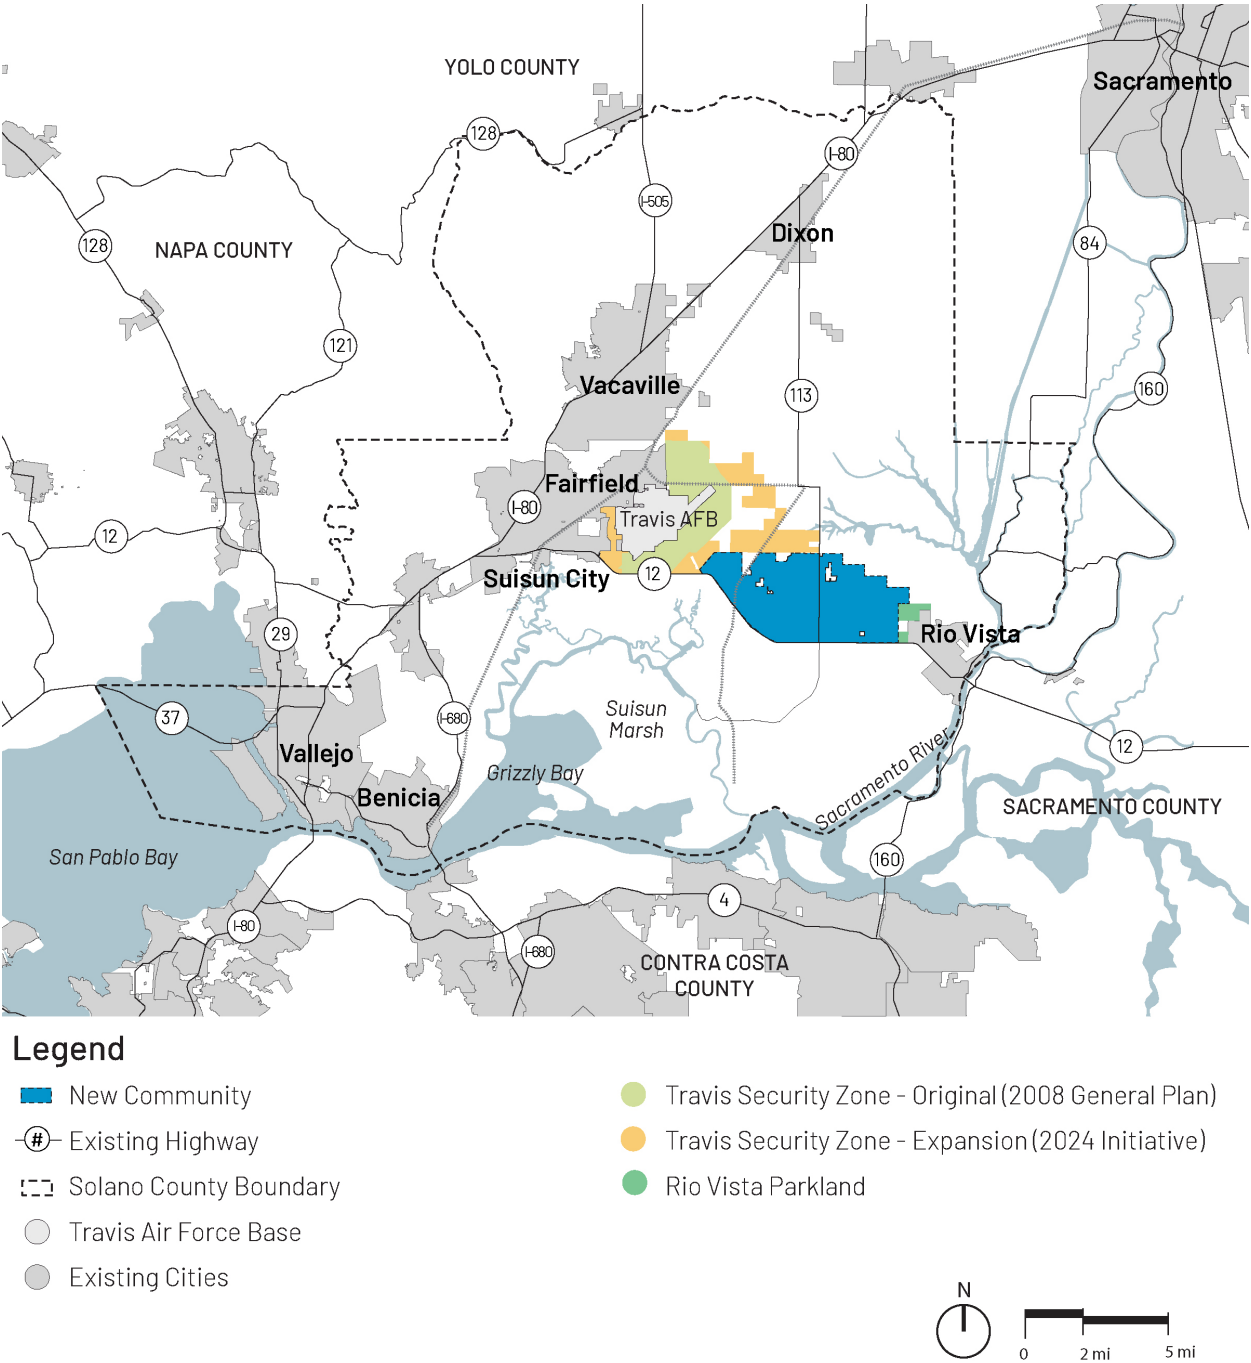 YOLO COUNTY
Sacramento
128
I-80
I-505
Dixon
128
NAPA COUNTY
84
121
Vacaville
113
160
Fairfield
I-80
Travis AFB
12
Suisun City
12
29
Rio Vista
37
I-680
Suisun
Marsh
Vallejo
Grizzly Bay
12
Benicia
Sacramento River
SACRAMENTO COUNTY
San Pablo Bay
160
4
I-80
I-680
CONTRA COSTA
COUNTY
Legend
New Community
# Existing Highway
Solano County Boundary
Travis Air Force Base
Existing Cities
Travis Security Zone - Original (2008 General Plan)
Travis Security Zone - Expansion (2024 Initiative)
Rio Vista Parkland
N
0 2 mi 5 mi